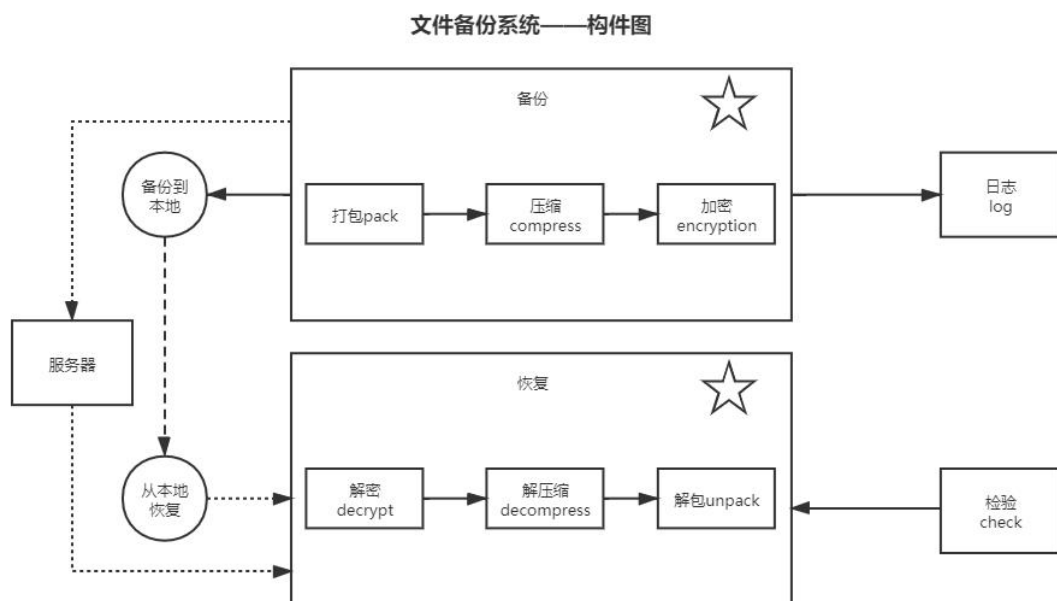 文件备份系统——构件图
备份
备份到
本地
打包pack
压缩
compress
加密
encryption
日志
log
服务器
恢复
从本地
恢复
解密
decrypt
解压缩
decompress
解包unpack
检验
check